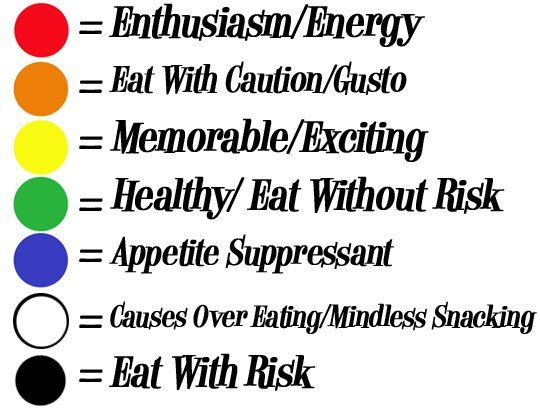 = Enthusiasm/Energy
= Eat With Caution/Gusto
= Memorable/Exciting
= Healthy/ Eat Without Risk
= Appetite Suppressant
= Causes Over Eating/Mindless Snacking
= Eat With Risk